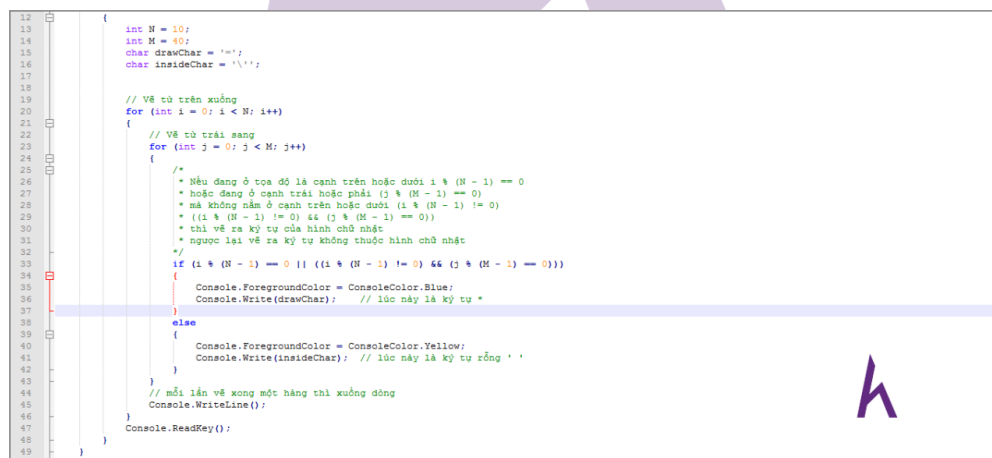 12 {
13 int N = 10;
14 int M = 40;
15 char drawChar = '=';
16 char insideChar = '\'';
17
18
19 // Vẽ từ trên xuống
20 for (int i = 0; i < N; i++)
21 {
22 // Vẽ từ trái sang
23 for (int j = 0; j < M; j++)
24 {
25 /*
26 * Nếu đang ở tọa độ là cạnh trên hoặc dưới i % (N - 1) == 0
27 * hoặc đang ở cạnh trái hoặc phải (j % (M - 1) == 0)
28 * mà không nằm ở cạnh trên hoặc dưới (i % (N - 1) != 0)
29 * ((i % (N - 1) != 0) && (j % (M - 1) == 0))
30 * thì vẽ ra ký tự của hình chữ nhật
31 * ngược lại vẽ ra ký tự không thuộc hình chữ nhật
32 */
33 if (i % (N - 1) == 0 || ((i % (N - 1) != 0) && (j % (M - 1) == 0)))
34 {
35 Console.ForegroundColor = ConsoleColor.Blue;
36 Console.Write(drawChar); // lúc này là ký tự *
37 }
38 else
39 {
40 Console.ForegroundColor = ConsoleColor.Yellow;
41 Console.Write(insideChar); // lúc này là ký tự rỗng ' '
42 }
43 }
44 // mỗi lần vẽ xong một hàng thì xuống dòng
45 Console.WriteLine();
46 }
47 Console.ReadKey();
48 }
49 }